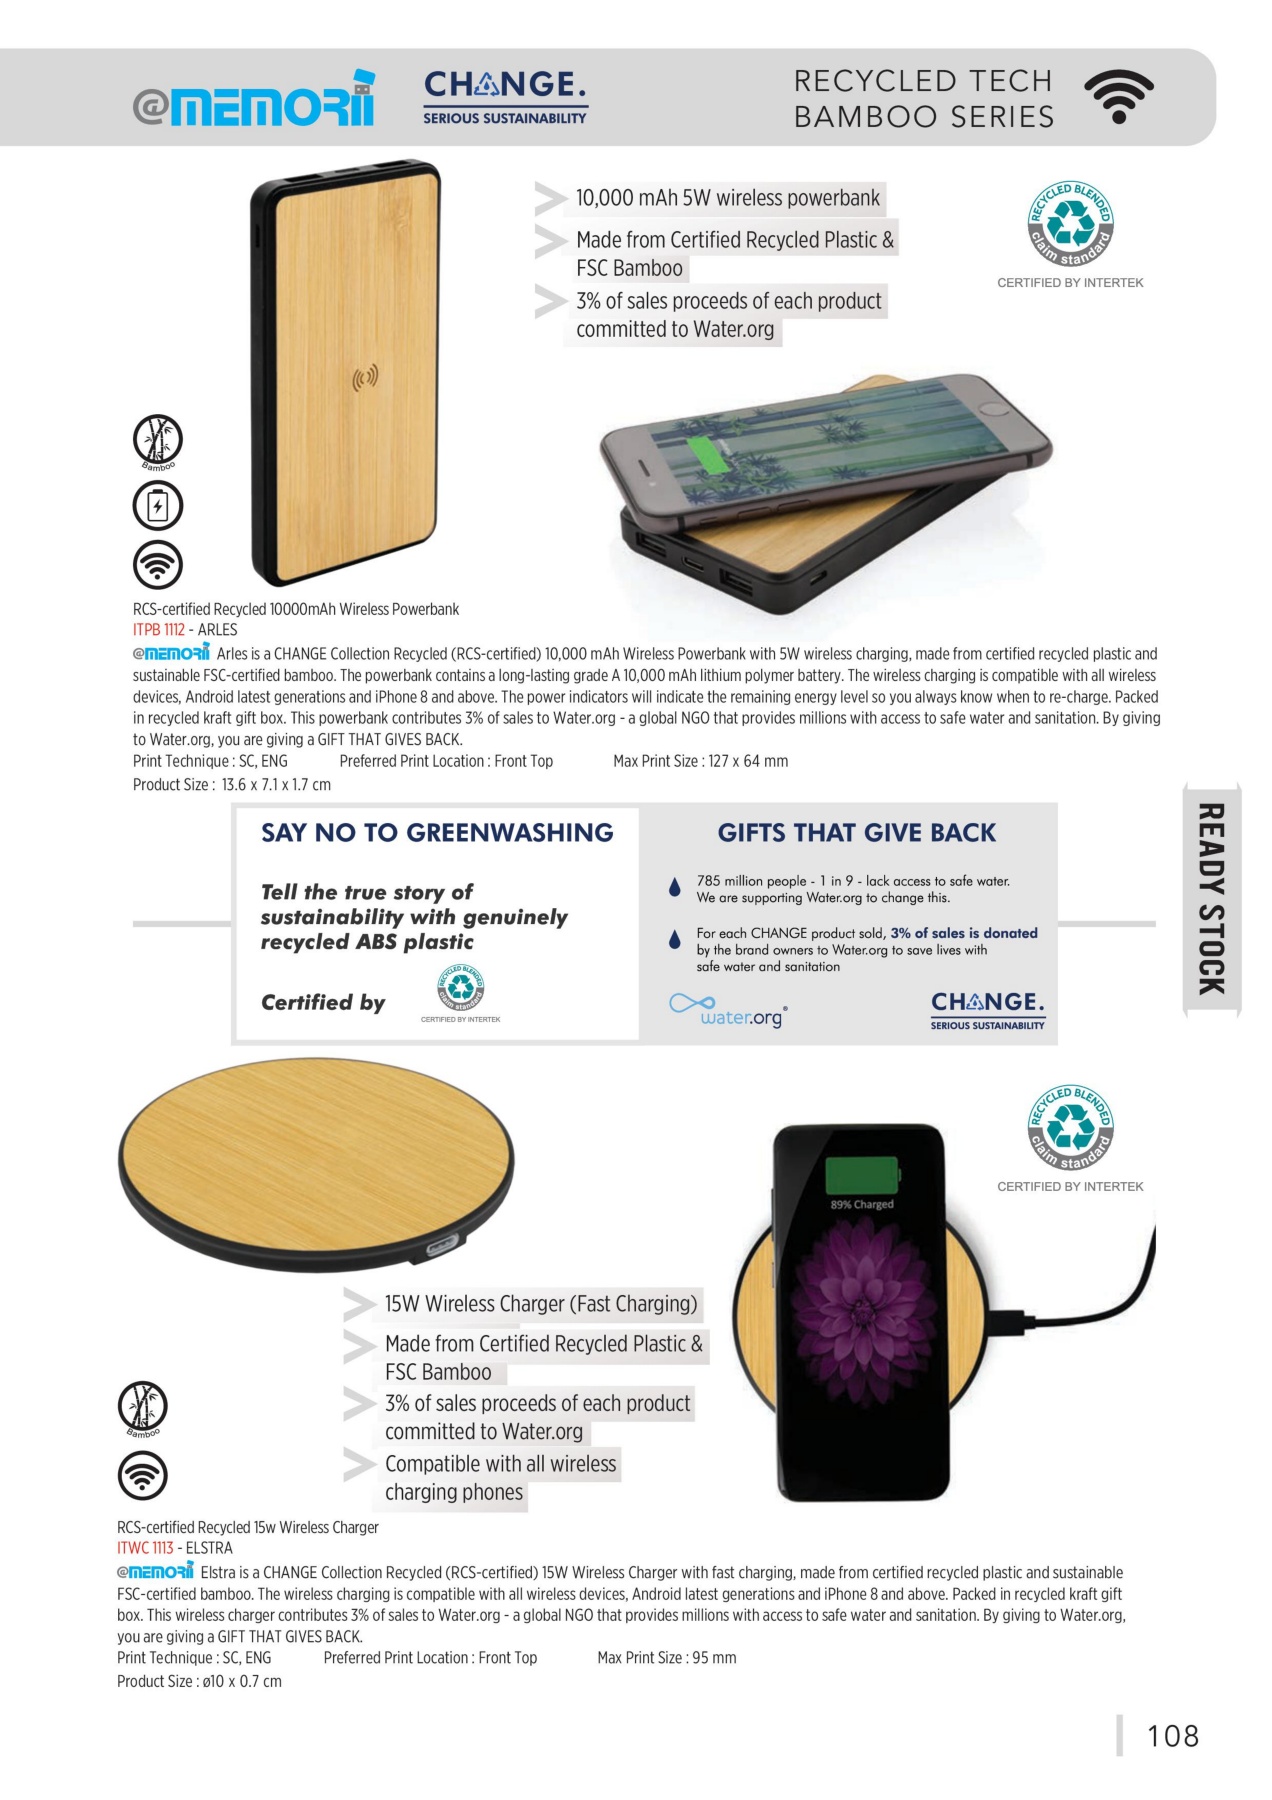 @MEMORII
CHANGE.
SERIOUS SUSTAINABILITY
RECYCLED TECH
BAMBOO SERIES
10,000 mAh 5W wireless powerbank
Made from Certified Recycled Plastic &
FSC Bamboo
3% of sales proceeds of each product
committed to Water.org
RECYCLED BLENDED
claim standard
CERTIFIED BY INTERTEK
Bamboo
RCS-certified Recycled 10000mAh Wireless Powerbank
ITPB 1112 - ARLES
@MEMORII Arles is a CHANGE Collection Recycled (RCS-certified) 10,000 mAh Wireless Powerbank with 5W wireless charging, made from certified recycled plastic and
sustainable FSC-certified bamboo. The powerbank contains a long-lasting grade A 10,000 mAh lithium polymer battery. The wireless charging is compatible with all wireless
devices, Android latest generations and iPhone 8 and above. The power indicators will indicate the remaining energy level so you always know when to re-charge. Packed
in recycled kraft gift box. This powerbank contributes 3% of sales to Water.org - a global NGO that provides millions with access to safe water and sanitation. By giving
to Water.org, you are giving a GIFT THAT GIVES BACK.
Print Technique : SC, ENG Preferred Print Location : Front Top Max Print Size : 127 x 64 mm
Product Size : 13.6 x 7.1 x 1.7 cm
SAY NO TO GREENWASHING
Tell the true story of
sustainability with genuinely
recycled ABS plastic
Certified by
RECYCLED BLENDED
claim standard
CERTIFIED BY INTERTEK
GIFTS THAT GIVE BACK
785 million people - 1 in 9 - lack access to safe water.
We are supporting Water.org to change this.
For each CHANGE product sold, 3% of sales is donated
by the brand owners to Water.org to save lives with
safe water and sanitation
water.org®
CHANGE.
SERIOUS SUSTAINABILITY
READY STOCK
RECYCLED BLENDED
claim standard
CERTIFIED BY INTERTEK
89% Charged
15W Wireless Charger (Fast Charging)
Made from Certified Recycled Plastic &
FSC Bamboo
3% of sales proceeds of each product
committed to Water.org
Compatible with all wireless
charging phones
Bamboo
RCS-certified Recycled 15w Wireless Charger
ITWC 1113 - ELSTRA
@MEMORII Elstra is a CHANGE Collection Recycled (RCS-certified) 15W Wireless Charger with fast charging, made from certified recycled plastic and sustainable
FSC-certified bamboo. The wireless charging is compatible with all wireless devices, Android latest generations and iPhone 8 and above. Packed in recycled kraft gift
box. This wireless charger contributes 3% of sales to Water.org - a global NGO that provides millions with access to safe water and sanitation. By giving to Water.org,
you are giving a GIFT THAT GIVES BACK.
Print Technique : SC, ENG Preferred Print Location : Front Top Max Print Size : 95 mm
Product Size : ø10 x 0.7 cm
108